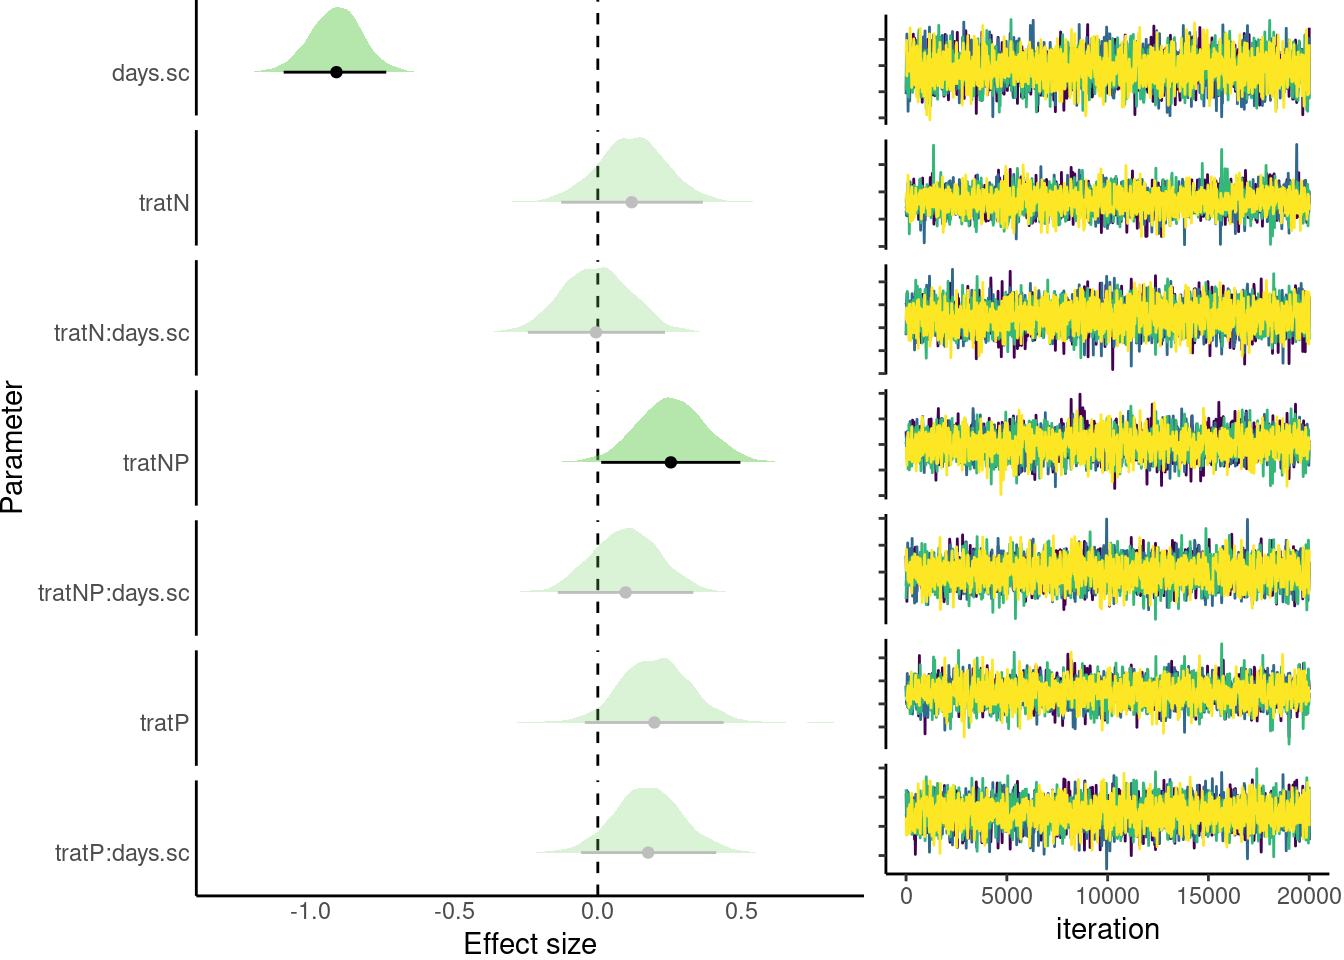 days.sc
tratN
tratN:days.sc
tratNP
tratNP:days.sc
tratP
tratP:days.sc
Parameter
-1.0 -0.5 0.0 0.5
Effect size
0 5000 10000 15000 20000
iteration